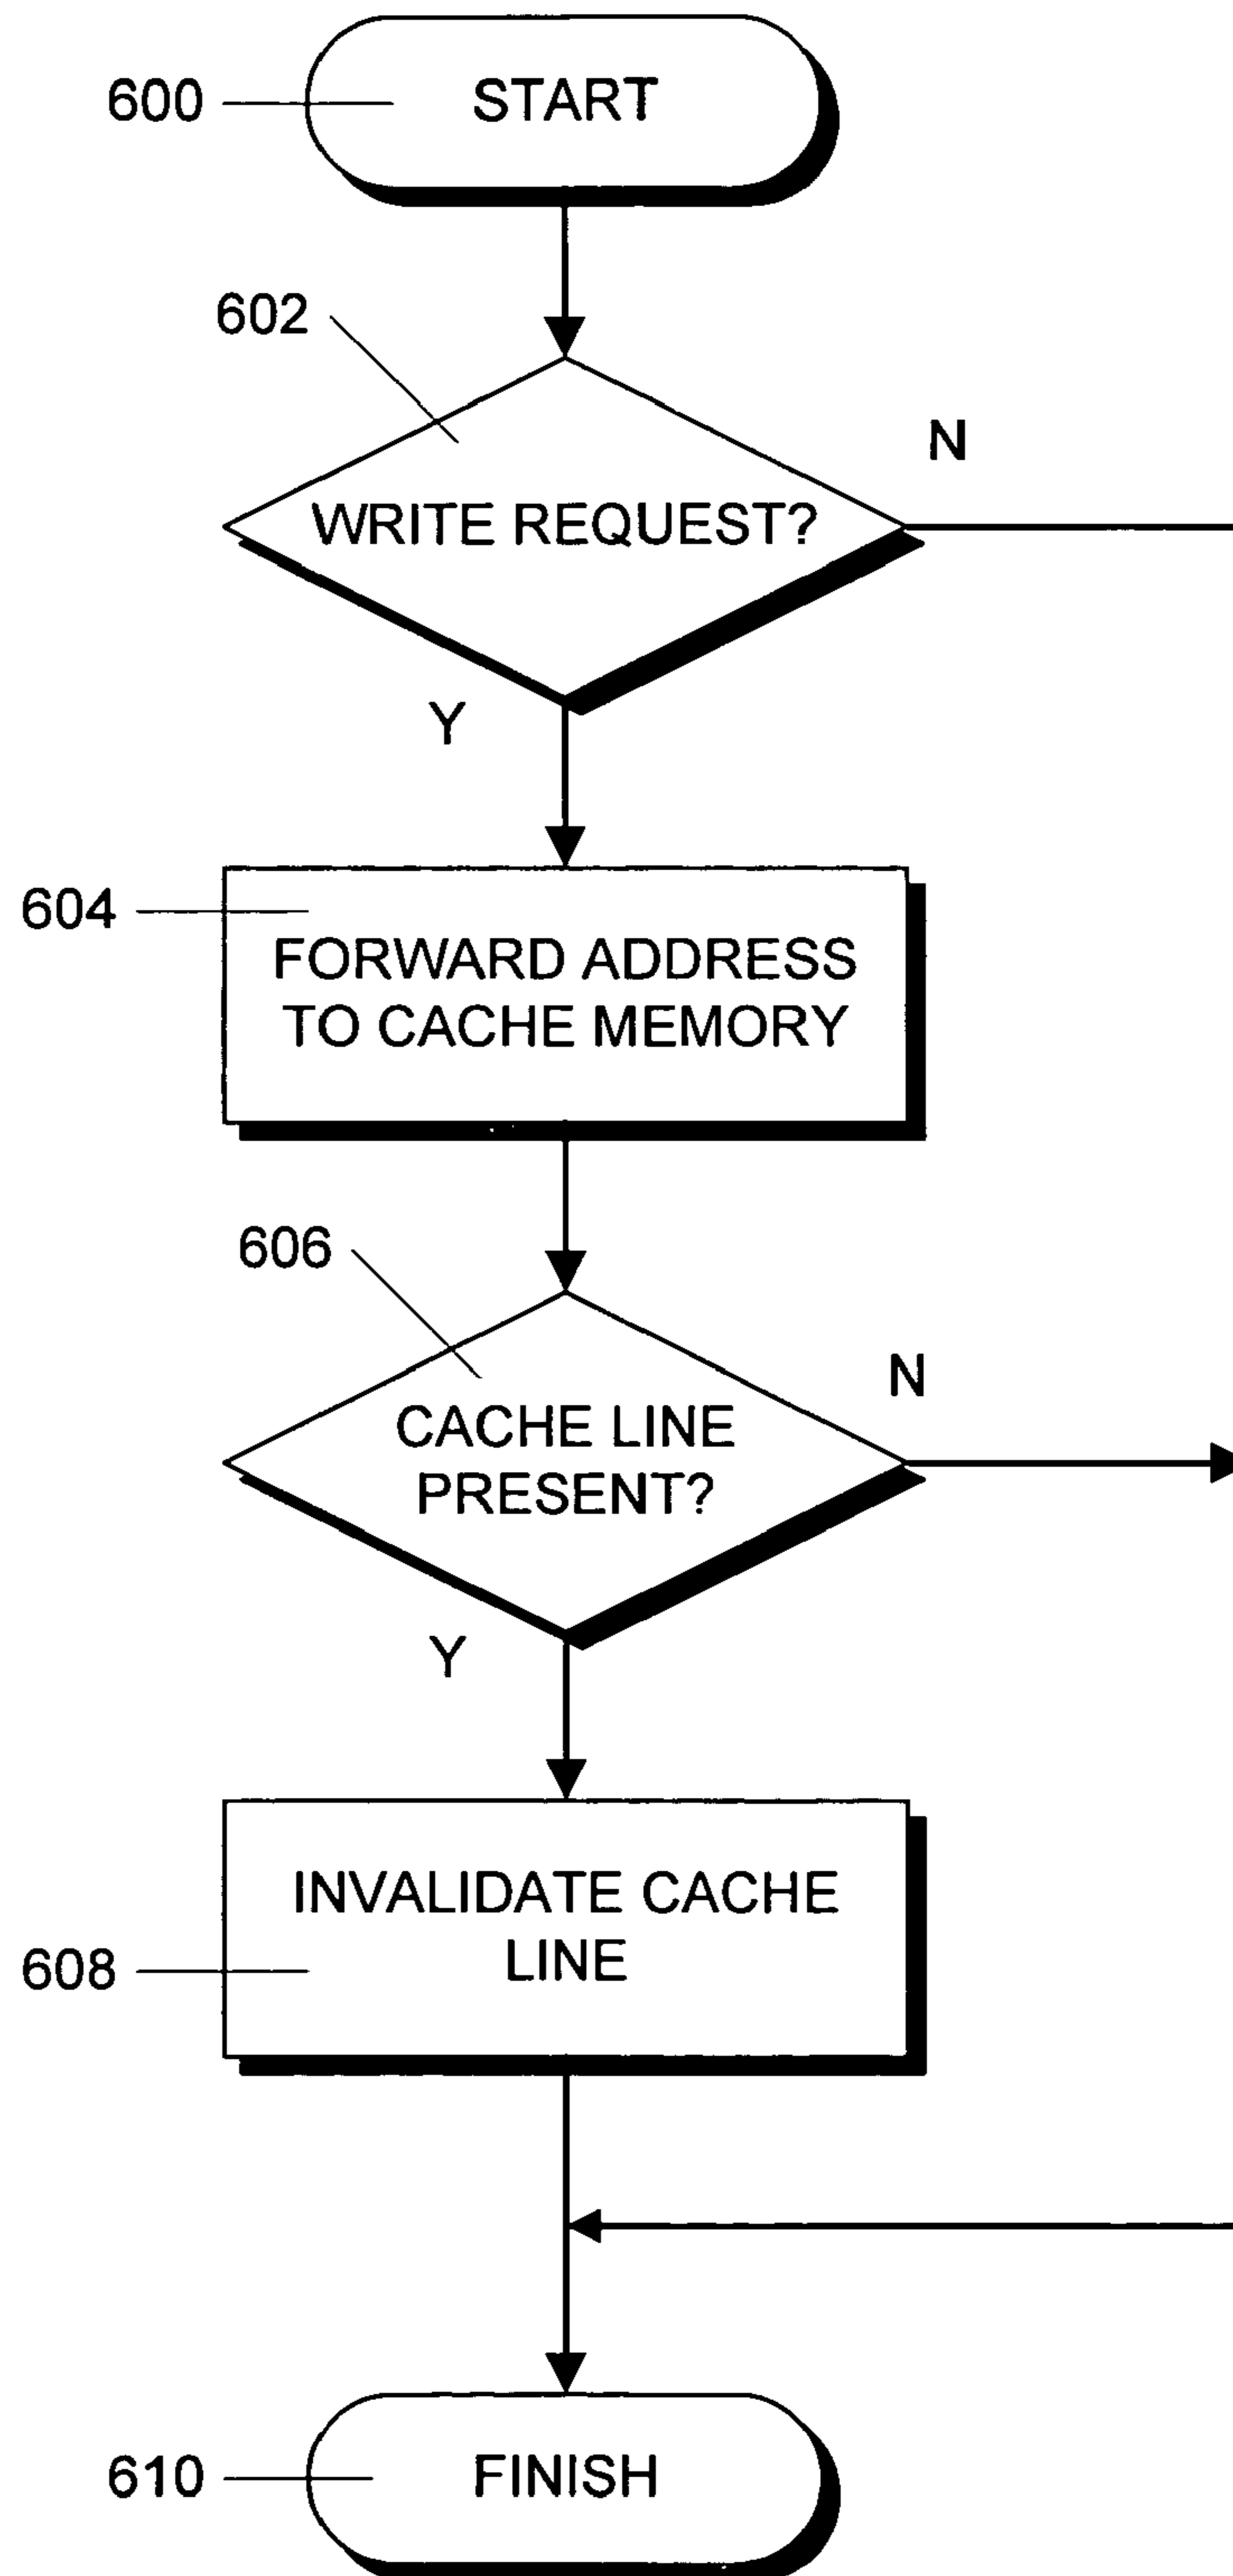 600
START
602
N
WRITE REQUEST?
Y
604
FORWARD ADDRESS
TO CACHE MEMORY
606
N
CACHE LINE
PRESENT?
Y
INVALIDATE CACHE
LINE
608
610
FINISH